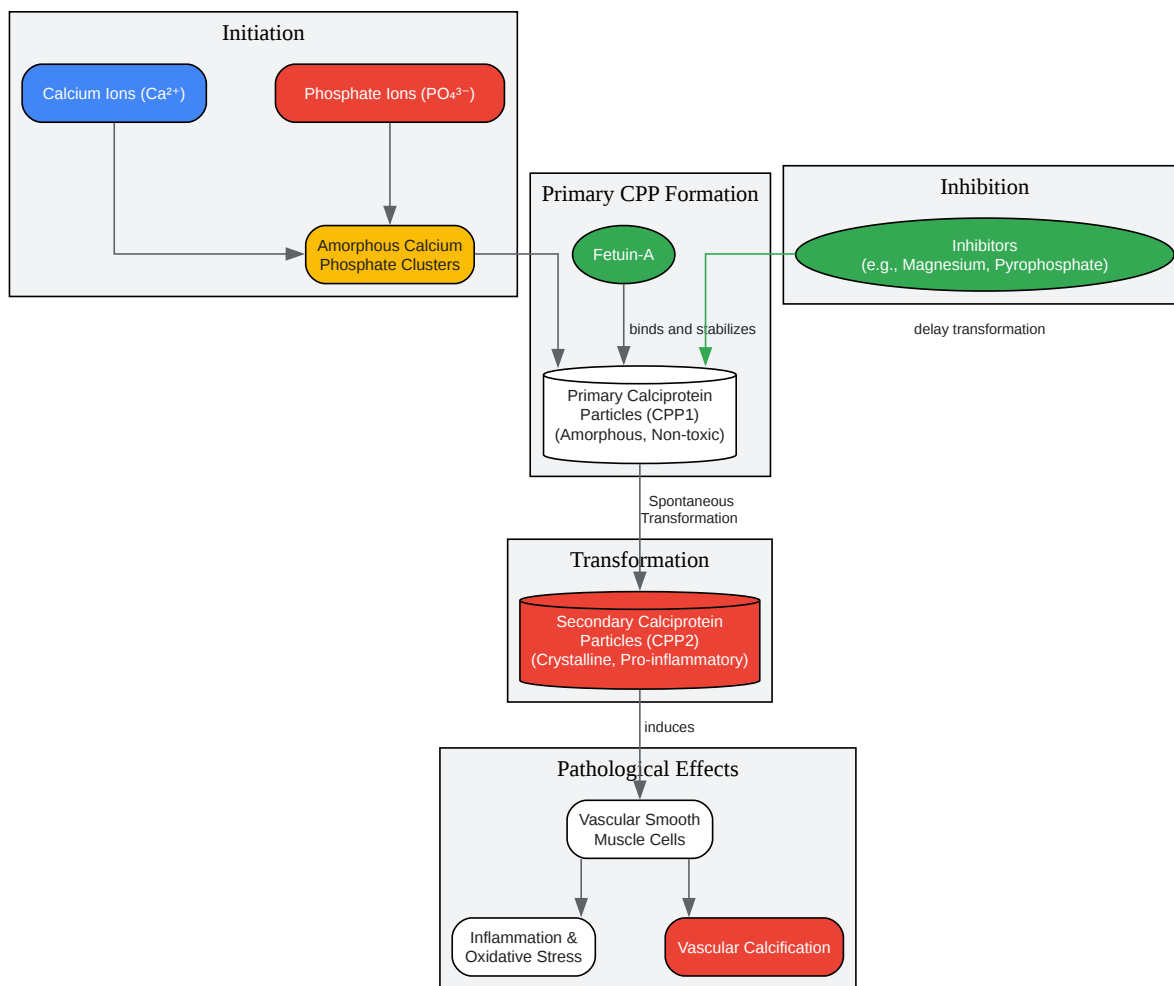 Initiation
Calcium Ions (Ca²⁺)
Phosphate Ions (PO₄³⁻)
Amorphous Calcium
Phosphate Clusters
Primary CPP Formation
Fetuin-A
binds and stabilizes
Primary Calciprotein
Particles (CPP1)
(Amorphous, Non-toxic)
Inhibition
Inhibitors
(e.g., Magnesium, Pyrophosphate)
delay transformation
Spontaneous
Transformation
Transformation
Secondary Calciprotein
Particles (CPP2)
(Crystalline, Pro-inflammatory)
induces
Pathological Effects
Vascular Smooth
Muscle Cells
Inflammation &
Oxidative Stress
Vascular Calcification